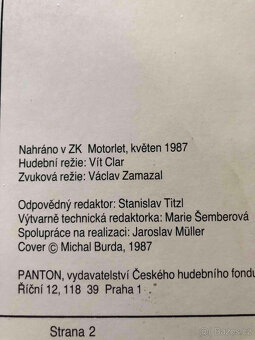 Nahráno v ZK Motorlet, květen 1987
Hudební režie: Vít Clar
Zvuková režie: Václav Zamazal
Odpovědný redaktor: Stanislav Titzl
Výtvarně technická redaktorka: Marie Šemberová
Spolupráce na realizaci: Jaroslav Müller
Cover © Michal Burda, 1987
PANTON, vydavatelství Českého hudebního fondu
Říční 12, 118 39 Praha 1
Strana 2